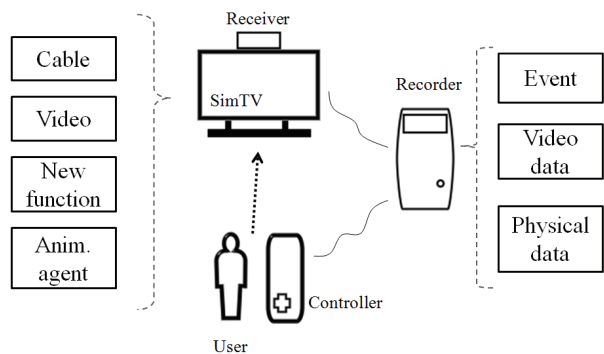 Receiver
Cable
Video
New
function
Anim.
agent
SimTV
Recorder
Event
Video
data
Physical
data
Controller
User